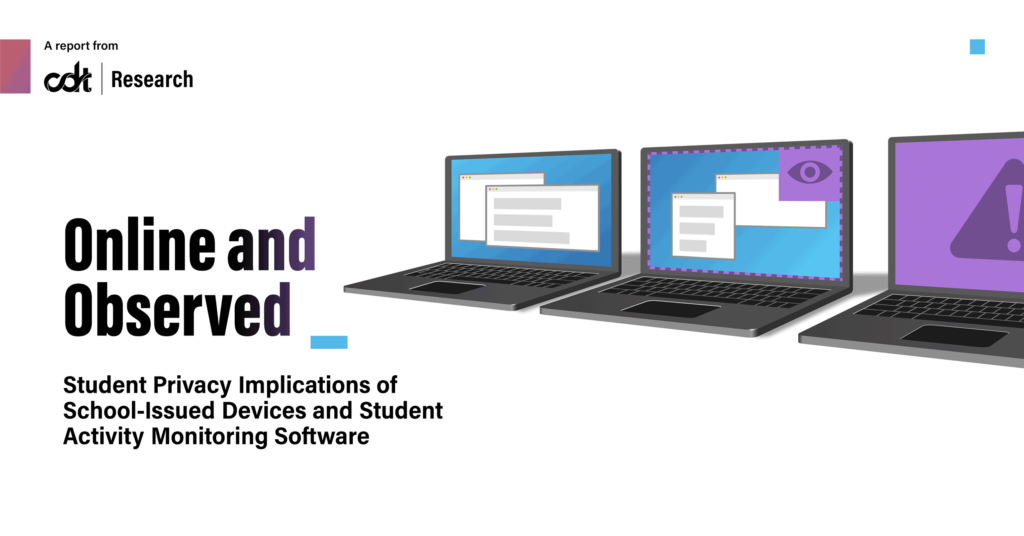 A report from
cdt Research
Online and
Observed
Student Privacy Implications of
School-Issued Devices and Student
Activity Monitoring Software